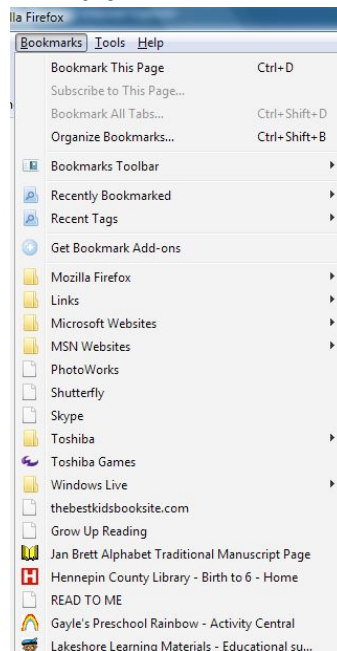 lla Firefox
Bookmarks Tools Help
Bookmark This Page Ctrl+D
Subscribe to This Page...
Bookmark All Tabs... Ctrl+Shift+D
Organize Bookmarks... Ctrl+Shift+B
Bookmarks Toolbar
Recently Bookmarked
Recent Tags
Get Bookmark Add-ons
Mozilla Firefox
Links
Microsoft Websites
MSN Websites
PhotoWorks
Shutterfly
Skype
Toshiba
Toshiba Games
Windows Live
thebestkidsbooksite.com
Grow Up Reading
Jan Brett Alphabet Traditional Manuscript Page
Hennepin County Library - Birth to 6 - Home
READ TO ME
Gayle's Preschool Rainbow - Activity Central
Lakeshore Learning Materials - Educational su...